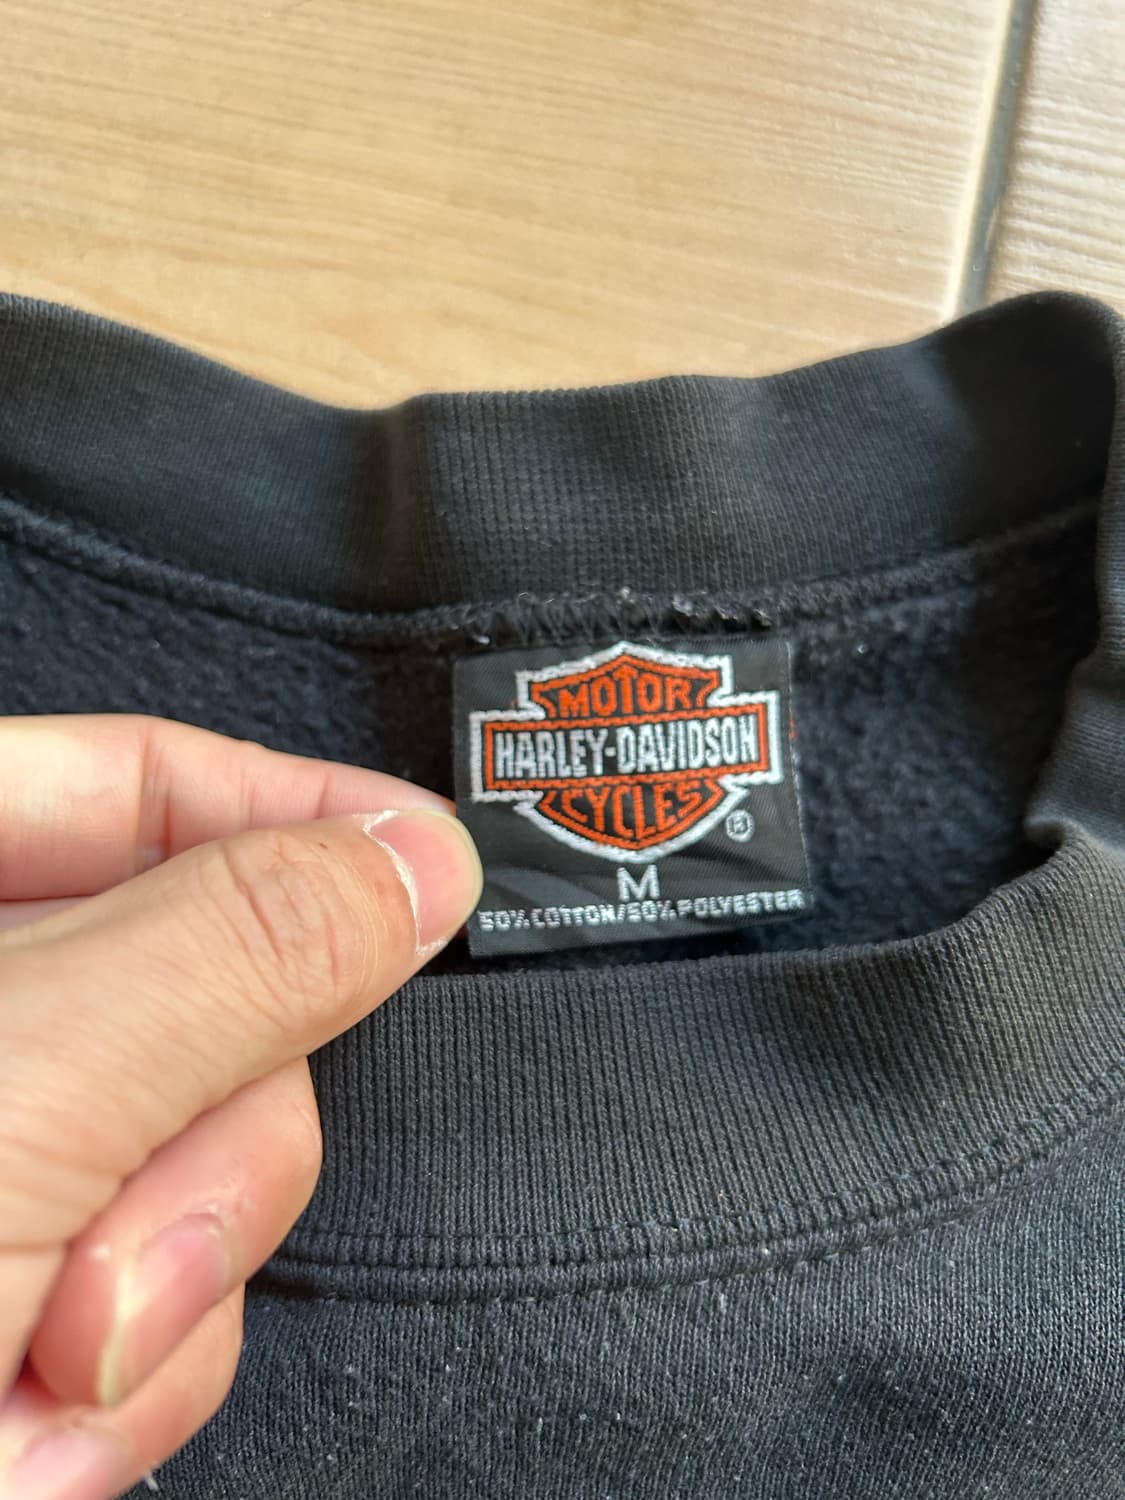 MOTOR
HARLEY-DAVIDSON
CYCLES
®
M
50% COTTON/50% POLYESTER